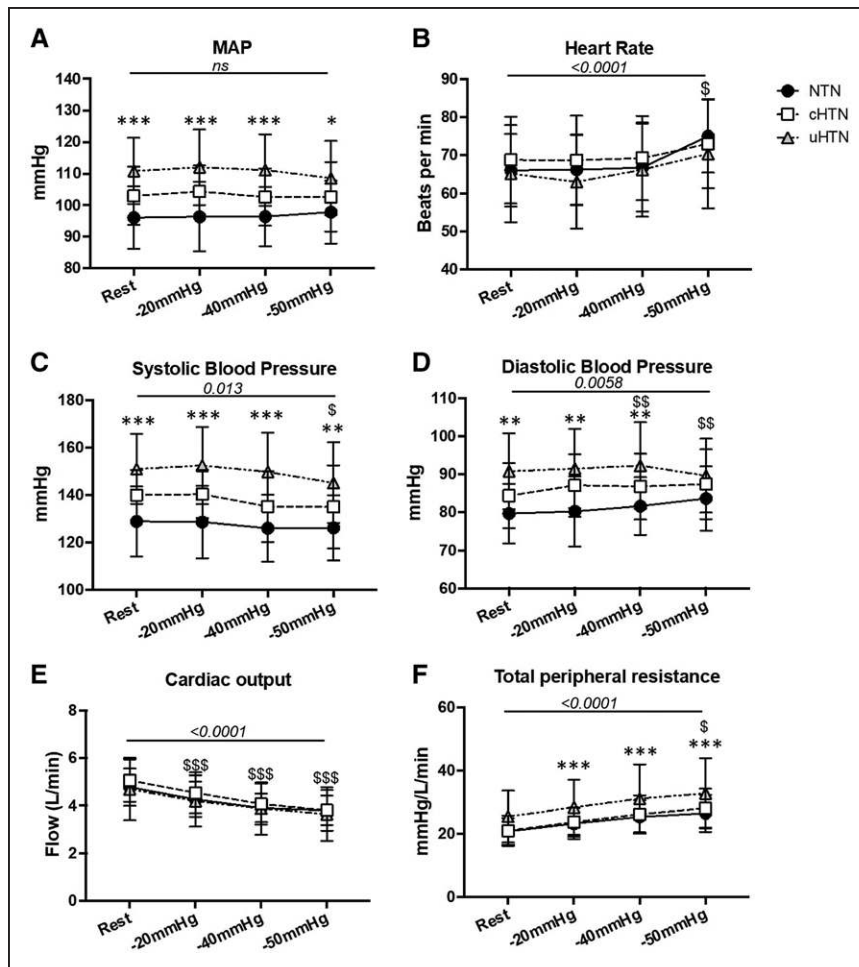 A
MAP
ns
140
130
120
110
100
90
80
mmHg
*** *** *** *
Rest
-20mmHg
-40mmHg
-50mmHg
B
Heart Rate
<0.0001
90
80
70
60
50
40
Beats per min
$
Rest
-20mmHg
-40mmHg
-50mmHg
NTN
cHTN
uHTN
C
Systolic Blood Pressure
0.013
180
160
140
120
100
mmHg
$
*** *** *** **
Rest
-20mmHg
-40mmHg
-50mmHg
D
Diastolic Blood Pressure
0.0058
110
100
90
80
70
60
mmHg
$$
** ** ** $$
Rest
-20mmHg
-40mmHg
-50mmHg
E
Cardiac output
<0.0001
8
6
4
2
0
Flow (L/min)
$$$ $$$ $$$
Rest
-20mmHg
-40mmHg
-50mmHg
F
Total peripheral resistance
<0.0001
60
40
20
0
mmHg/L/min
$
*** *** ***
Rest
-20mmHg
-40mmHg
-50mmHg